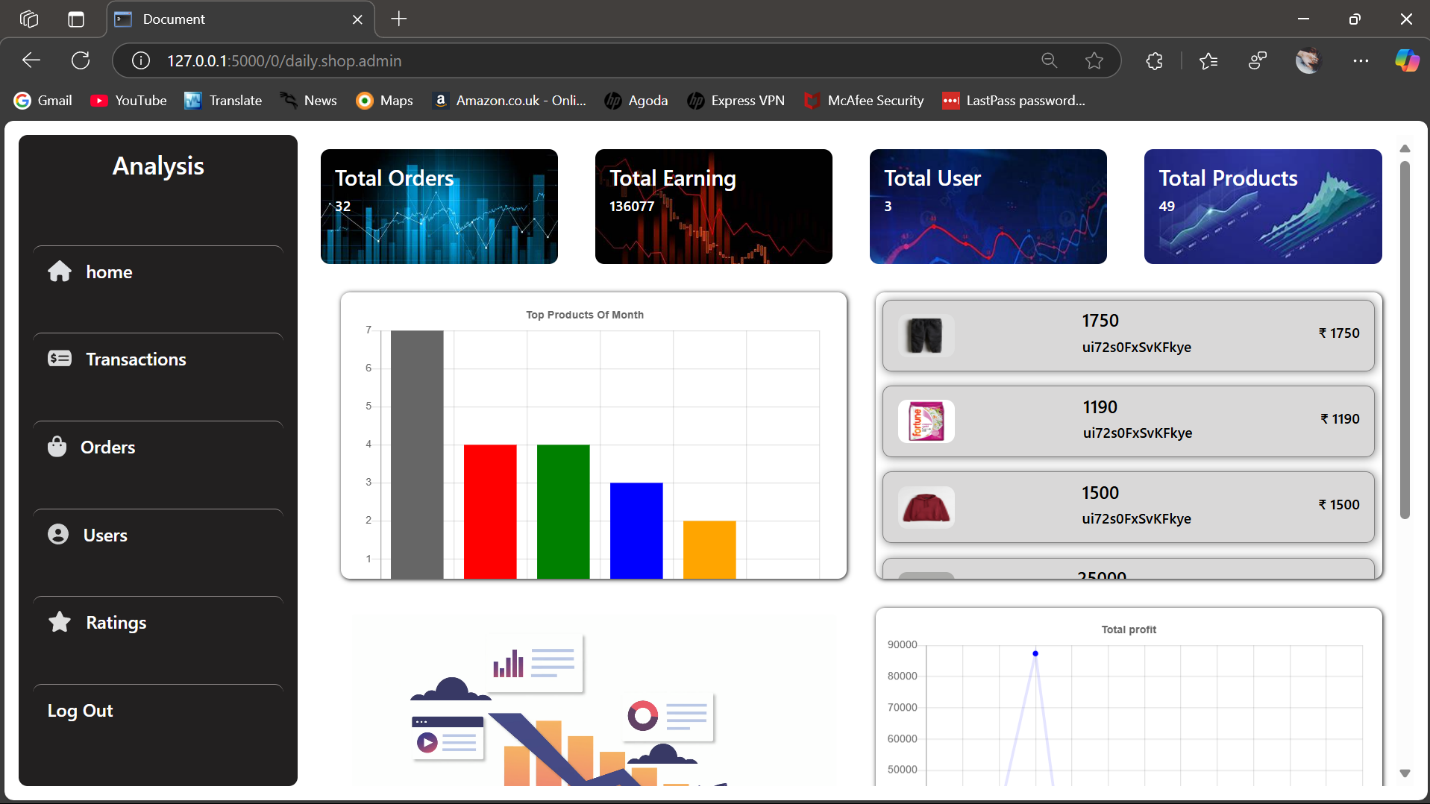 Document
127.0.0.1:5000/0/daily.shop.admin
Gmail YouTube Translate News Maps Amazon.co.uk - Onli... Agoda Express VPN McAfee Security LastPass password...
Analysis
home
Transactions
Orders
Users
Ratings
Log Out
Total Orders
32
Total Earning
136077
Total User
3
Total Products
49
Top Products Of Month
7
6
5
4
3
2
1
1750
ui72s0FxSvKFkye
₹ 1750
fortune
1190
ui72s0FxSvKFkye
₹ 1190
1500
ui72s0FxSvKFkye
₹ 1500
25000
Total profit
90000
80000
70000
60000
50000